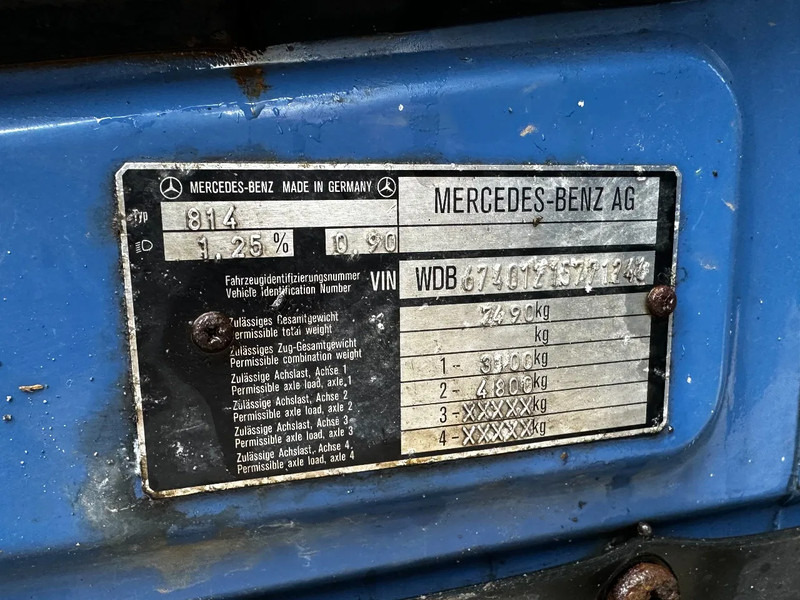 MERCEDES-BENZ MADE IN GERMANY
MERCEDES-BENZ AG
Typ 814
1,25% 0,90
Fahrzeugidentifizierungsnummer
Vehicle Identification Number
VIN WDB
Zulässiges Gesamtgewicht
Permissible total weight
7490 kg
Zulässiges Zug-Gesamtgewicht
Permissible combination weight
kg
Zulässige Achslast, Achse 1
Permissible axle load, axle 1
1 - 3100 kg
Zulässige Achslast, Achse 2
Permissible axle load, axle 2
2 - 4800 kg
Zulässige Achslast, Achse 3
Permissible axle load, axle 3
3 - XXXXX kg
Zulässige Achslast, Achse 4
Permissible axle load, axle 4
4 - XXXXX kg